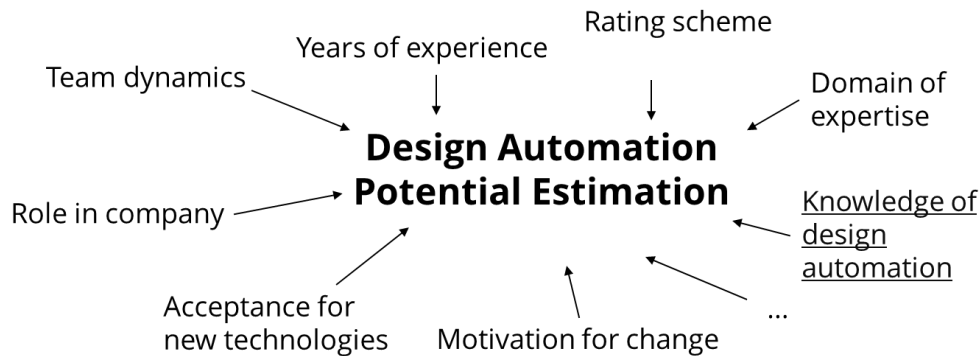 Rating scheme
Years of experience
Team dynamics
Domain of
expertise
Design Automation
Potential Estimation
Role in company
Knowledge of
design
automation
Acceptance for
new technologies
Motivation for change
...